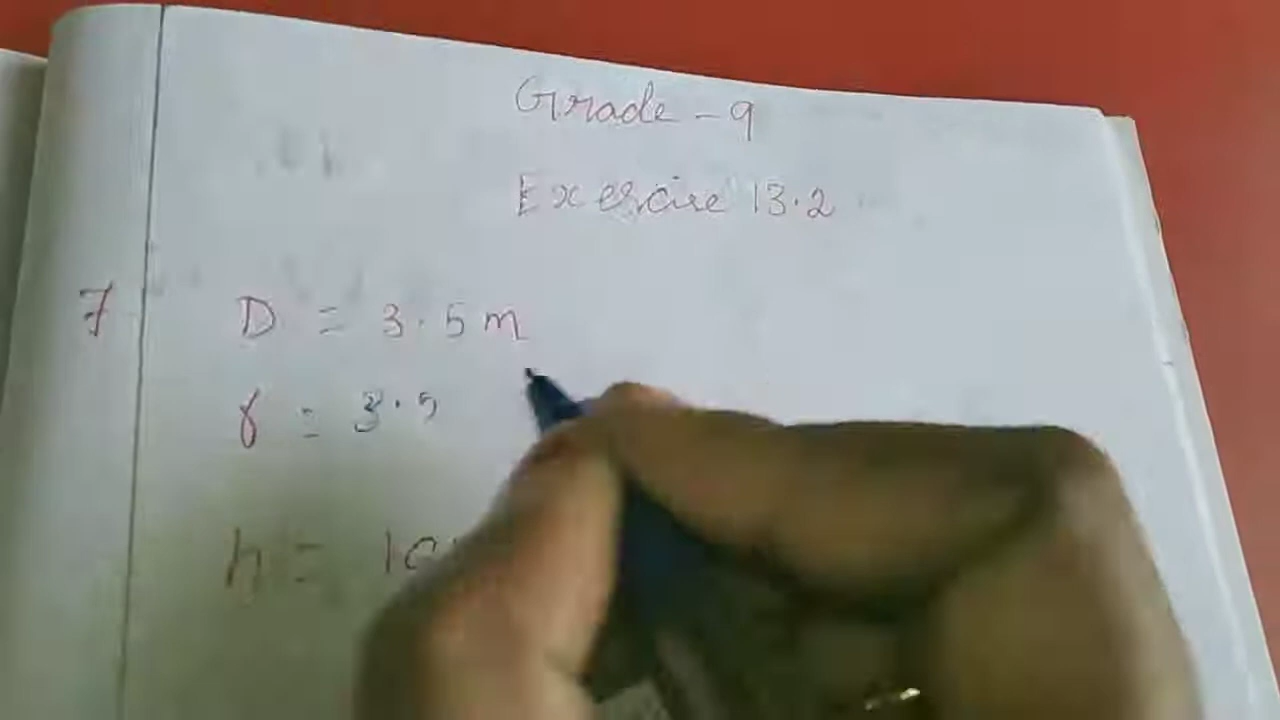 Grade - 9
Exercise 13.2
7 D = 3.5 m
r = 3.5
h = 10